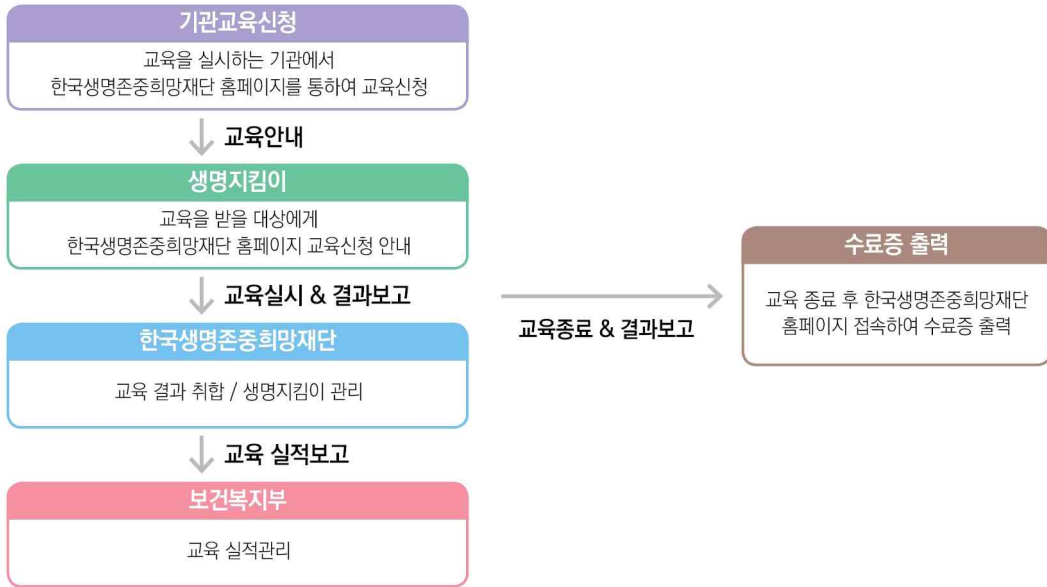 기관교육신청
교육을 실시하는 기관에서
한국생명존중희망재단 홈페이지를 통하여 교육신청
교육안내
생명지킴이
교육을 받을 대상에게
한국생명존중희망재단 홈페이지 교육신청 안내
교육실시 & 결과보고
한국생명존중희망재단
교육 결과 취합 / 생명지킴이 관리
교육 실적보고
보건복지부
교육 실적관리
교육종료 & 결과보고
수료증 출력
교육 종료 후 한국생명존중희망재단
홈페이지 접속하여 수료증 출력